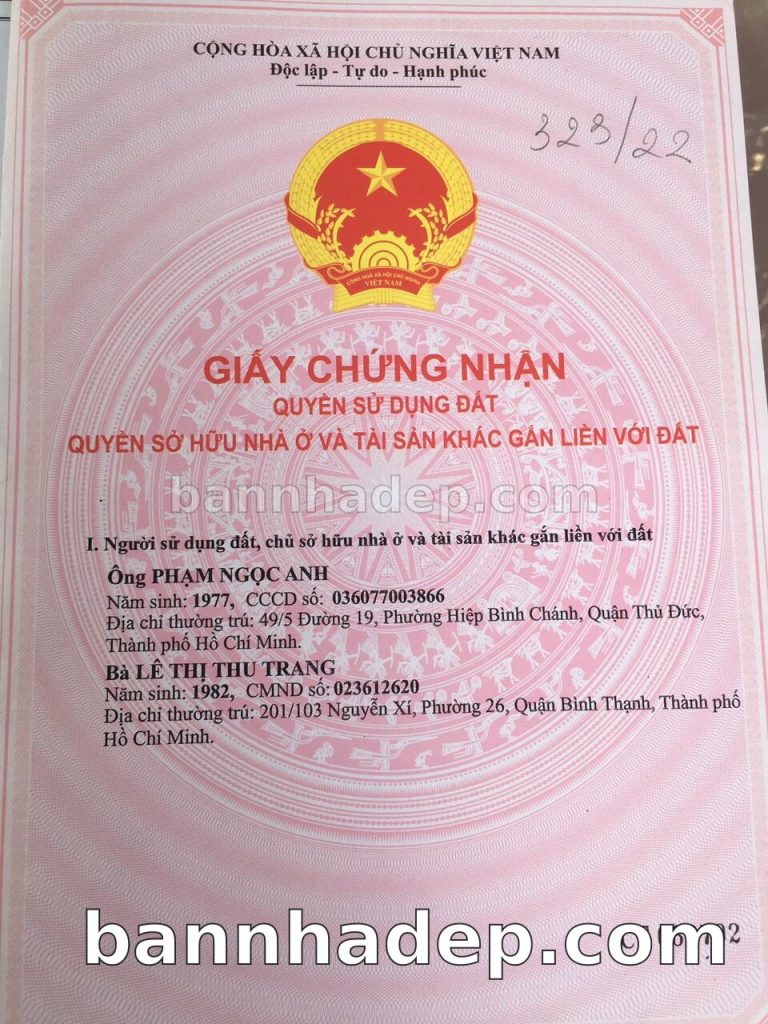 CỘNG HÒA XÃ HỘI CHỦ NGHĨA VIỆT NAM
Độc lập - Tự do - Hạnh phúc
323/22
CỘNG HOÀ XÃ HỘI CHỦ NGHĨA
VIỆT NAM
GIẤY CHỨNG NHẬN
QUYỀN SỬ DỤNG ĐẤT
QUYỀN SỞ HỮU NHÀ Ở VÀ TÀI SẢN KHÁC GẮN LIỀN VỚI ĐẤT
bannhadep.com
I. Người sử dụng đất, chủ sở hữu nhà ở và tài sản khác gắn liền với đất
Ông PHẠM NGỌC ANH
Năm sinh: 1977, CCCD số: 036077003866
Địa chỉ thường trú: 49/5 Đường 19, Phường Hiệp Bình Chánh, Quận Thủ Đức,
Thành phố Hồ Chí Minh.
Bà LÊ THỊ THU TRANG
Năm sinh: 1982, CMND số: 023612620
Địa chỉ thường trú: 201/103 Nguyễn Xí, Phường 26, Quận Bình Thạnh, Thành phố
Hồ Chí Minh.
bannhadep.com